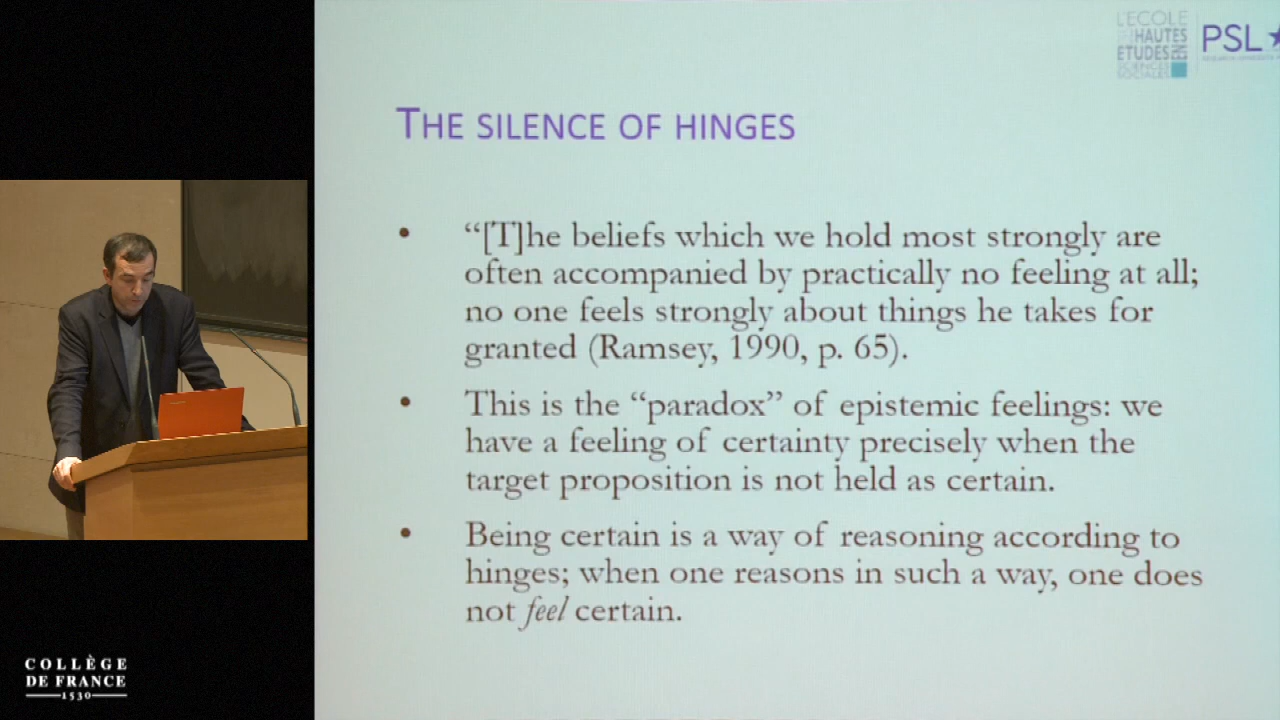 L'ECOLE
HAUTES
ETUDES EN
SCIENCES
SOCIALES
PSL
THE SILENCE OF HINGES
• “[T]he beliefs which we hold most strongly are
often accompanied by practically no feeling at all;
no one feels strongly about things he takes for
granted (Ramsey, 1990, p. 65).
• This is the “paradox” of epistemic feelings: we
have a feeling of certainty precisely when the
target proposition is not held as certain.
• Being certain is a way of reasoning according to
hinges; when one reasons in such a way, one does
not feel certain.
COLLÈGE
DE FRANCE
1530